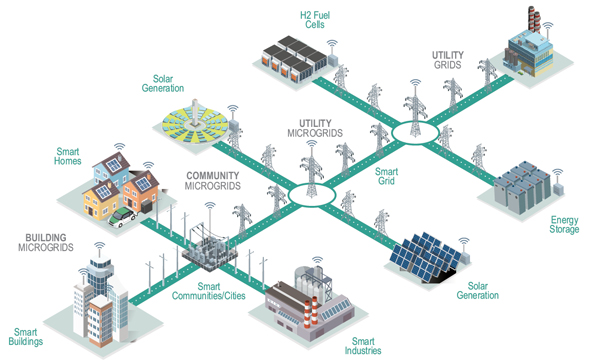 H2 Fuel
Cells
UTILITY
GRIDS
Solar
Generation
UTILITY
MICROGRIDS
Smart
Homes
COMMUNITY
MICROGRIDS
Smart
Grid
Energy
Storage
BUILDING
MICROGRIDS
Smart
Communities/Cities
Solar
Generation
Smart
Buildings
Smart
Industries